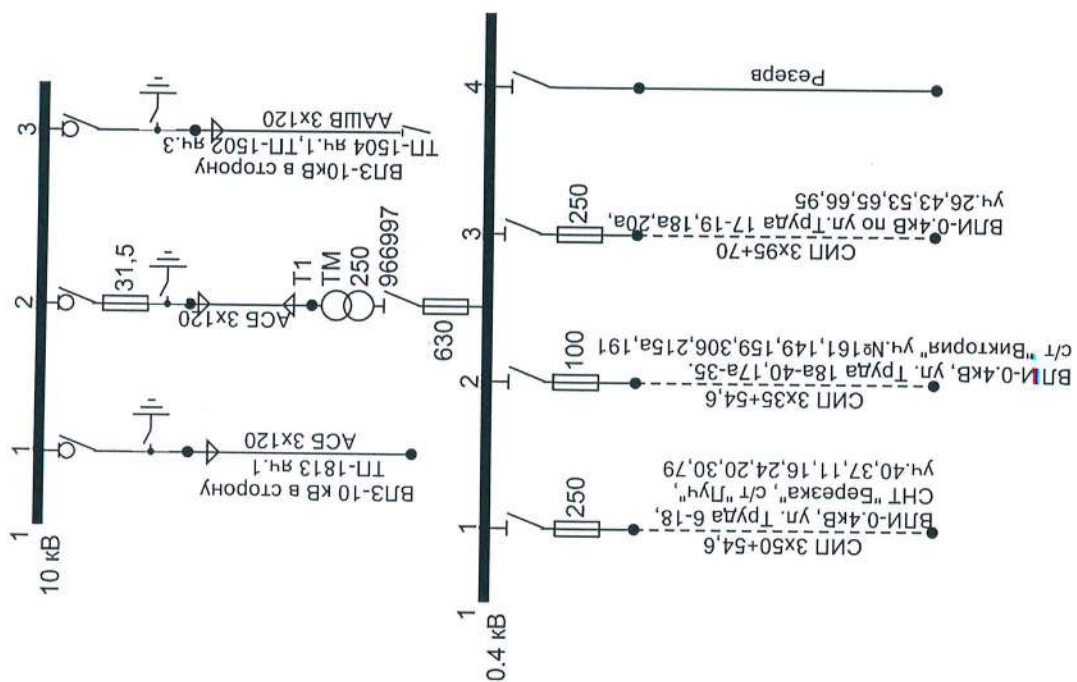 1
10 кВ
1
ВЛЗ-10 кВ в сторону
ТП-1813 яч.1
АСБ 3х120
2
31,5
АСБ 3х120
Т1
ТМ
250
966997
630
3
ВЛЗ-10кВ в сторону
ТП-1504 яч.1,ТП-1502 яч.3
ААШВ 3х120
1
0.4 кВ
1
250
СИП 3х50+54,6
ВЛИ-0.4кВ, ул. Труда 6-18,
СНТ "Березка", с/т "Луч",
уч.40,37,11,16,24,20,30,79
2
100
СИП 3х35+54,6
ВЛИ-0.4кВ, ул. Труда 18а-40,17а-35.
с/т "Виктория" уч.№161,149,159,306,215а,191
3
250
СИП 3х95+70
ВЛИ-0.4кВ по ул.Труда 17-19,18а,20а,
уч.26,43,53,65,66,95
4
Резерв